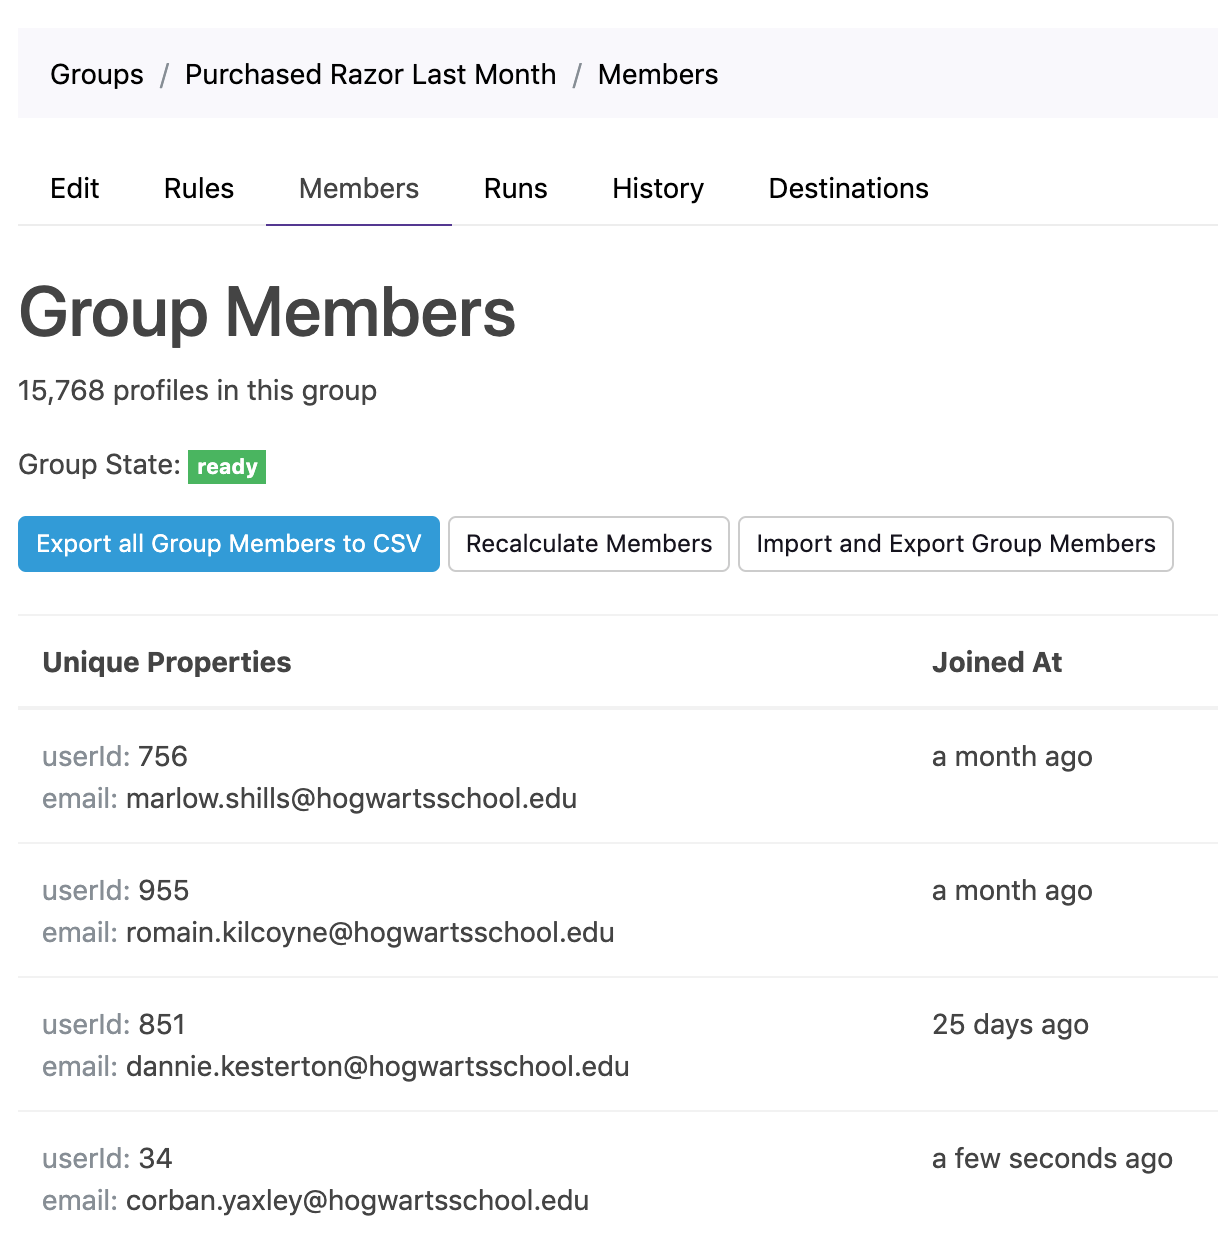 Groups / Purchased Razor Last Month / Members
Edit Rules Members Runs History Destinations
Group Members
15,768 profiles in this group
Group State: ready
Export all Group Members to CSV Recalculate Members Import and Export Group Members
Unique Properties Joined At
userId: 756 a month ago
email: marlow.shills@hogwartsschool.edu
userId: 955 a month ago
email: romain.kilcoyne@hogwartsschool.edu
userId: 851 25 days ago
email: dannie.kesterton@hogwartsschool.edu
userId: 34 a few seconds ago
email: corban.yaxley@hogwartsschool.edu